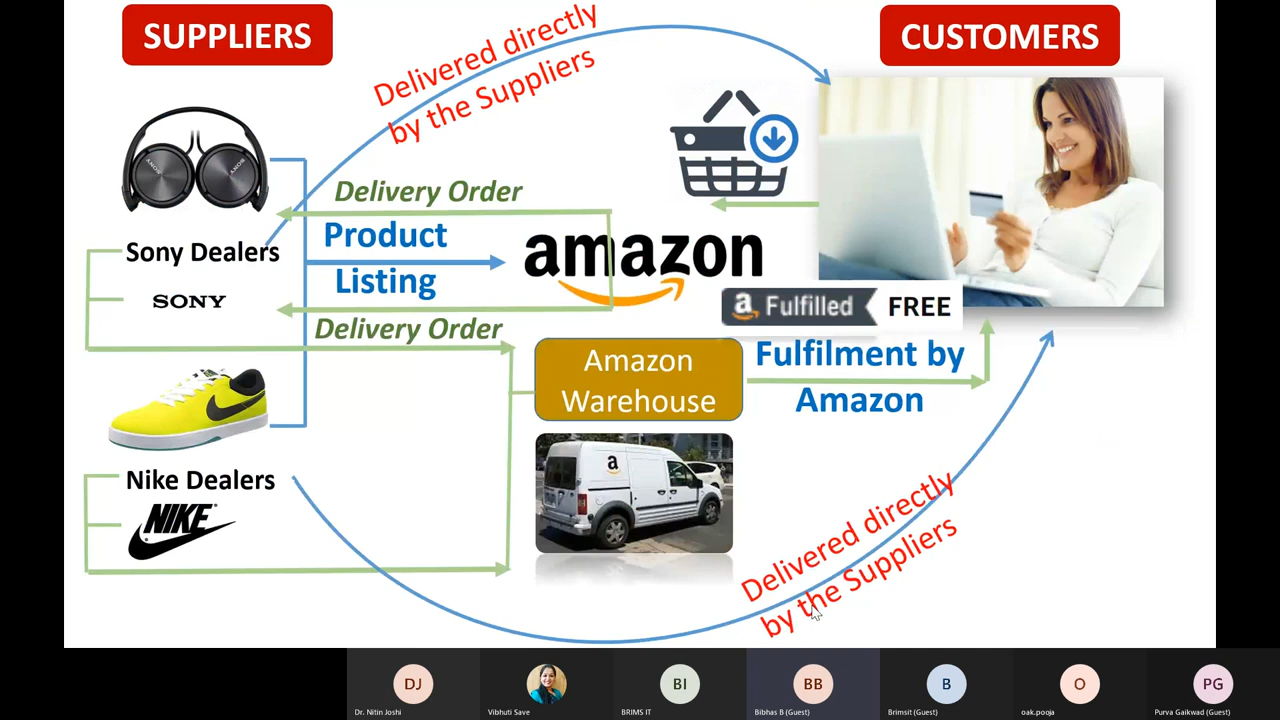 SUPPLIERS
CUSTOMERS
Delivered directly
by the Suppliers
SONY
SONY
Delivery Order
Product
Listing
Delivery Order
Sony Dealers
SONY
amazon
a Fulfilled
FREE
Amazon
Warehouse
Fulfilment by
Amazon
a
Nike Dealers
NIKE
Delivered directly
by the Suppliers
DJ
Dr. Nitin Joshi
Vibhuti Save
BI
BRIMS IT
BB
Bibhas B (Guest)
B
Brimsit (Guest)
O
oak.pooja
PG
Purva Gaikwad (Guest)